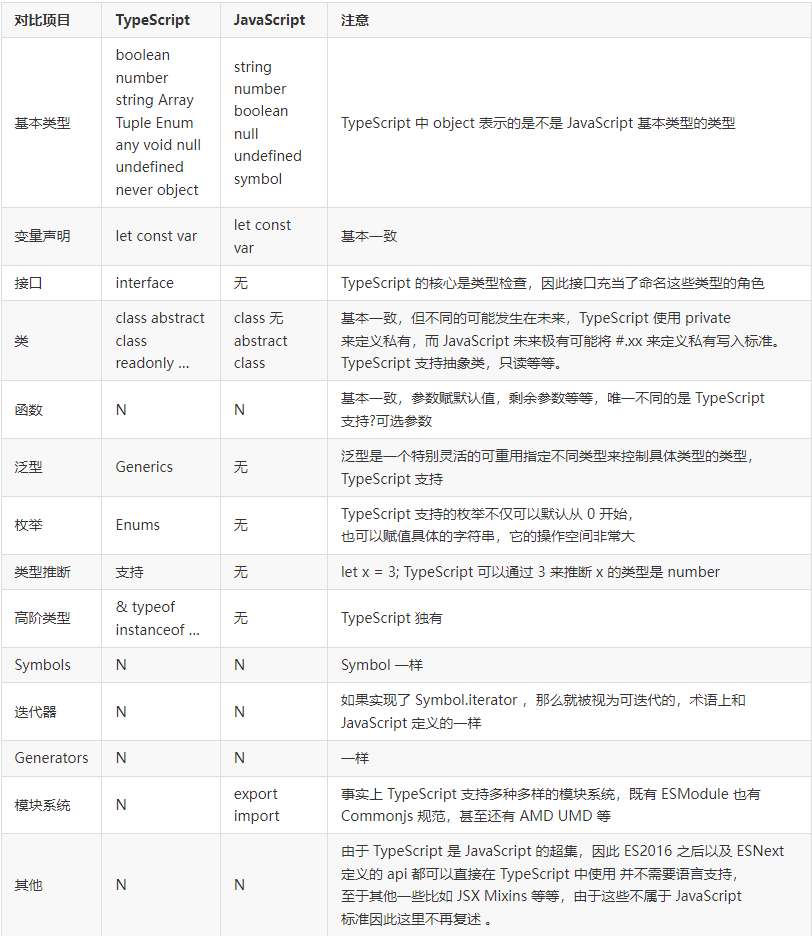 对比项目 TypeScript JavaScript 注意
基本类型
boolean
number
string Array
Tuple Enum
any void null
undefined
never object
string
number
boolean
null
undefined
symbol
TypeScript 中 object 表示的是不是 JavaScript 基本类型的类型
变量声明
let const var
let const
var
基本一致
接口
interface
无
TypeScript 的核心是类型检查，因此接口充当了命名这些类型的角色
类
class abstract
class
readonly ...
class 无
abstract
class
基本一致，但不同的可能发生在未来，TypeScript 使用 private
来定义私有，而 JavaScript 未来极有可能将 #.xx 来定义私有写入标准。
TypeScript 支持抽象类，只读等等。
函数
N
N
基本一致，参数赋默认值，剩余参数等等，唯一不同的是 TypeScript
支持?可选参数
泛型
Generics
无
泛型是一个特别灵活的可重用指定不同类型来控制具体类型的类型，
TypeScript 支持
枚举
Enums
无
TypeScript 支持的枚举不仅可以默认从 0 开始，
也可以赋值具体的字符串，它的操作空间非常大
类型推断
支持
无
let x = 3; TypeScript 可以通过 3 来推断 x 的类型是 number
高阶类型
& typeof
instanceof ...
无
TypeScript 独有
Symbols
N
N
Symbol 一样
迭代器
N
N
如果实现了 Symbol.iterator ，那么就被视为可迭代的，术语上和
JavaScript 定义的一样
Generators
N
N
一样
模块系统
N
export
import
事实上 TypeScript 支持多种多样的模块系统，既有 ESModule 也有
Commonjs 规范，甚至还有 AMD UMD 等
其他
N
N
由于 TypeScript 是 JavaScript 的超集，因此 ES2016 之后以及 ESNext
定义的 api 都可以直接在 TypeScript 中使用 并不需要语言支持，
至于其他一些比如 JSX Mixins 等等，由于这些不属于 JavaScript
标准因此这里不再复述 。